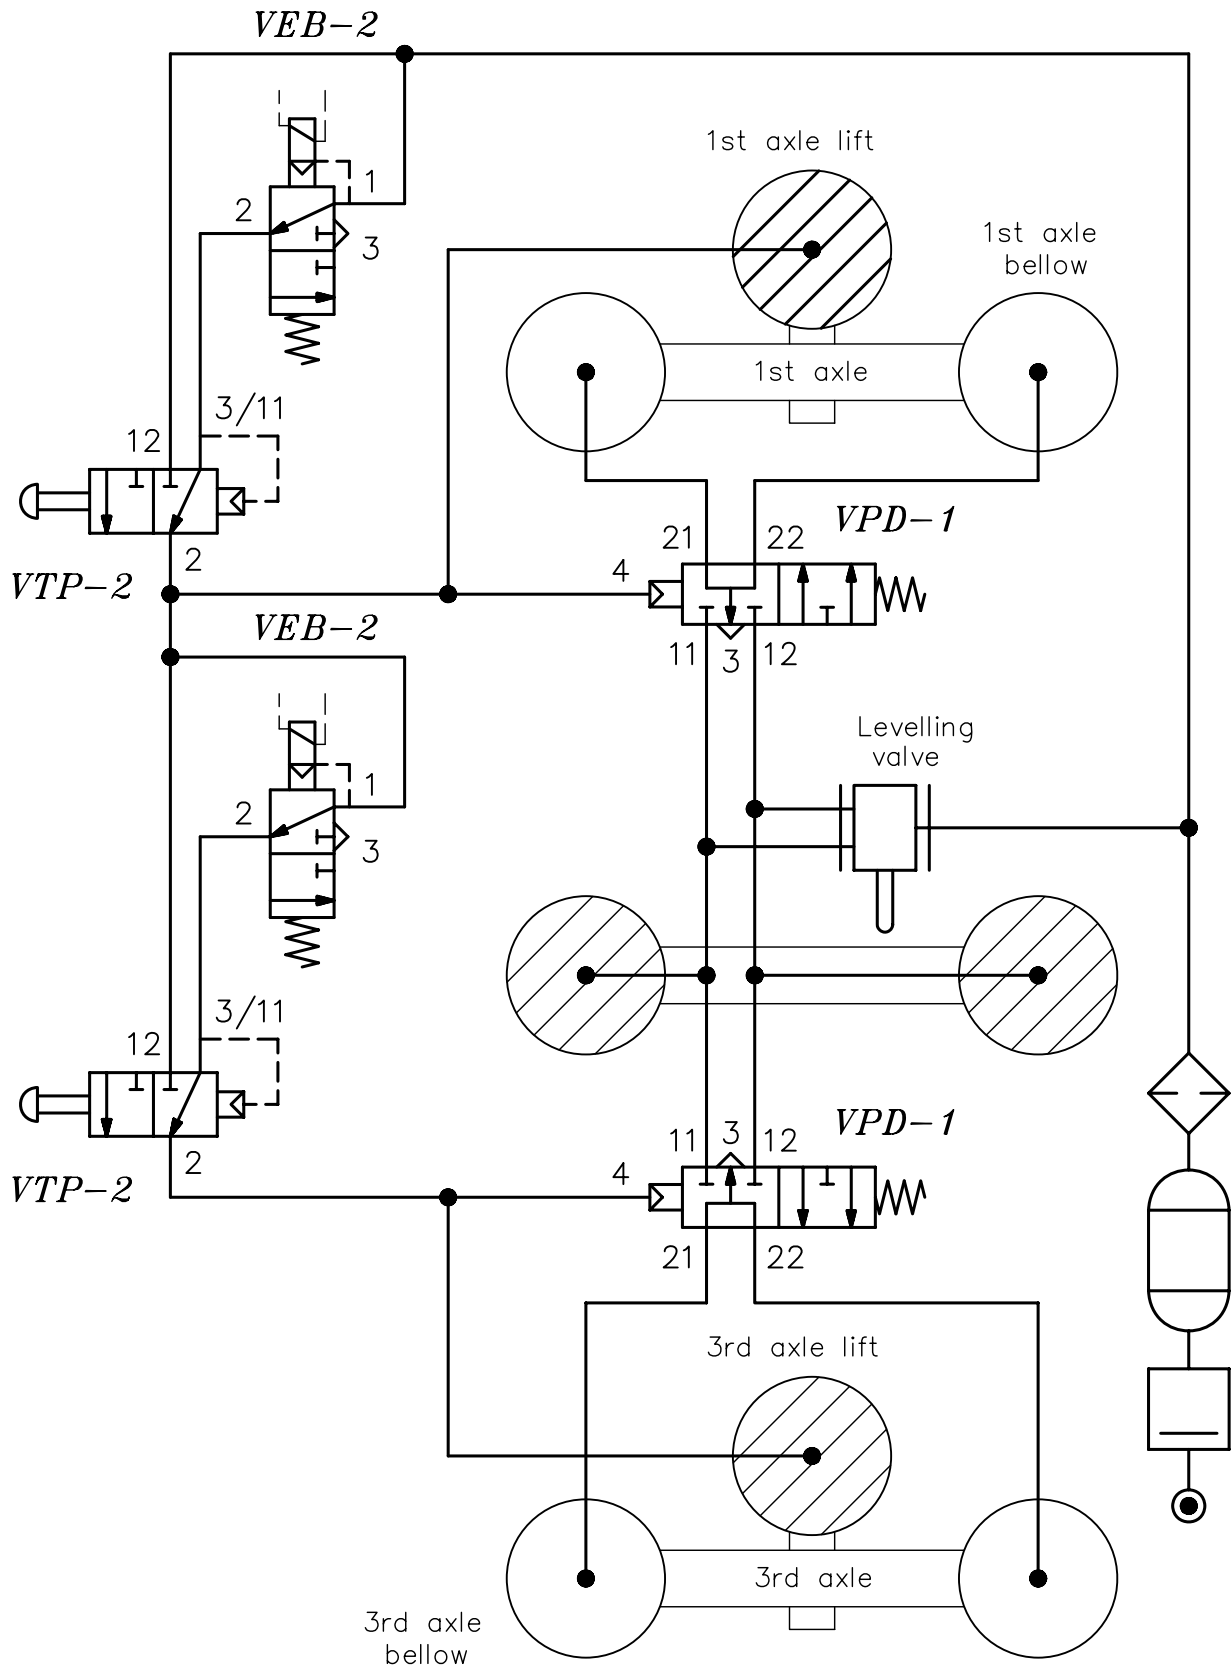 VEB-2
1st axle lift
1
2
3
1st axle
bellow
1st axle
3/11
12
VPD-1
21
22
2
4
VTP-2
VEB-2
11
3
12
Levelling
valve
1
2
3
3/11
12
VPD-1
11
3
12
2
4
VTP-2
21
22
3rd axle lift
3rd axle
3rd axle
bellow